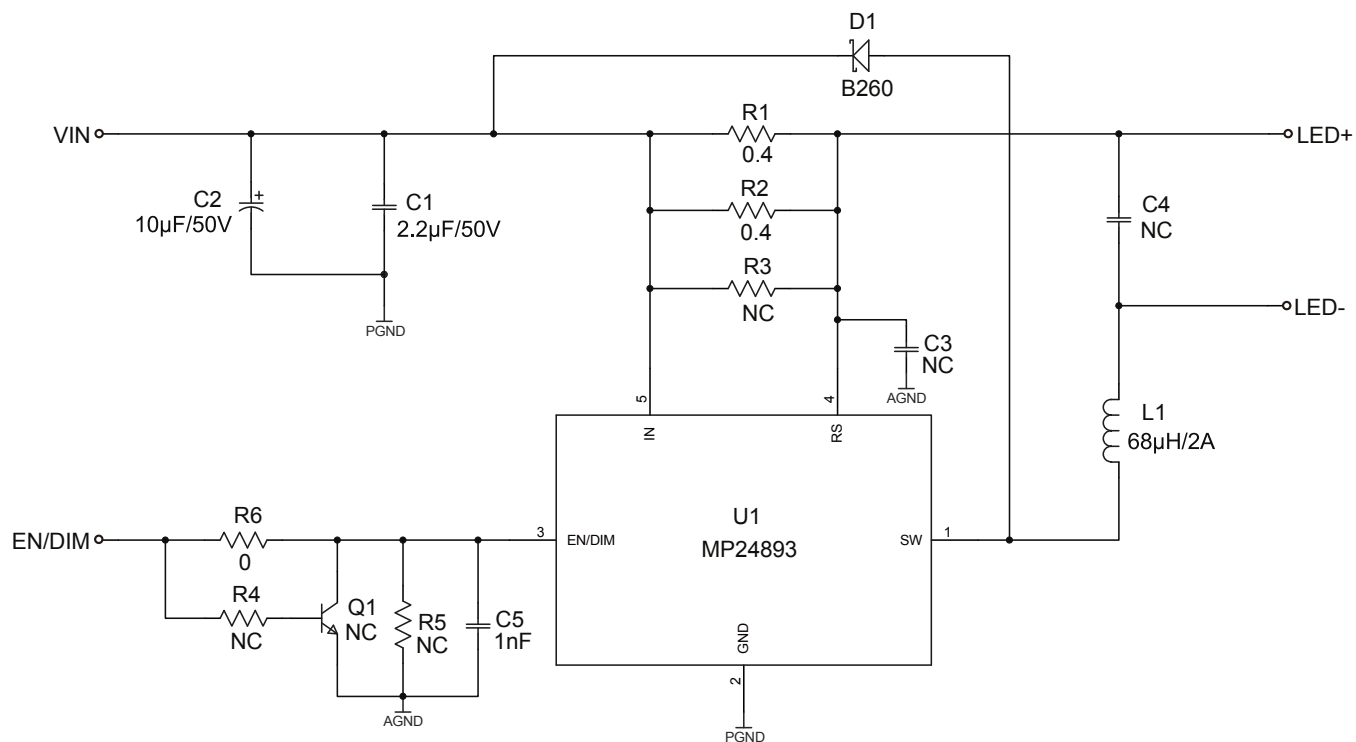 D1
B260
VIN
R1
0.4
LED+
C2
10µF/50V
+
C1
2.2µF/50V
R2
0.4
C4
NC
R3
NC
LED-
PGND
C3
NC
AGND
5
4
IN
RS
L1
68µH/2A
EN/DIM
R6
0
3
EN/DIM
U1
MP24893
SW
1
R4
NC
Q1
NC
R5
NC
C5
1nF
GND
2
AGND
PGND